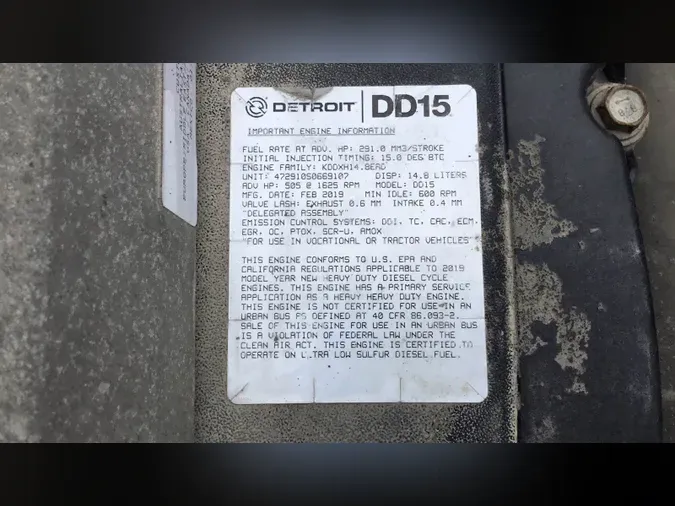 DETROIT DD15
IMPORTANT ENGINE INFORMATION
FUEL RATE AT ADV. HP: 291.0 MM3/STROKE
INITIAL INJECTION TIMING: 15.0 DEG BTC
ENGINE FAMILY: KDDXH14.8EAD
UNIT: 472910S0669107 DISP: 14.8 LITERS
ADV HP: 505 @ 1625 RPM MODEL: DD15
MFG. DATE: FEB 2019 MIN IDLE: 600 RPM
VALVE LASH: EXHAUST 0.6 MM INTAKE 0.4 MM
"DELEGATED ASSEMBLY"
EMISSION CONTROL SYSTEMS: DDI, TC, CAC, ECM,
EGR, OC, PTOX, SCR-U, AMOX
"FOR USE IN VOCATIONAL OR TRACTOR VEHICLES"
THIS ENGINE CONFORMS TO U.S. EPA AND
CALIFORNIA REGULATIONS APPLICABLE TO 2019
MODEL YEAR NEW HEAVY DUTY DIESEL CYCLE
ENGINES. THIS ENGINE HAS A PRIMARY SERVICE
APPLICATION AS A HEAVY HEAVY DUTY ENGINE.
THIS ENGINE IS NOT CERTIFIED FOR USE IN AN
URBAN BUS AS DEFINED AT 40 CFR 86.093-2.
SALE OF THIS ENGINE FOR USE IN AN URBAN BUS
IS A VIOLATION OF FEDERAL LAW UNDER THE
CLEAN AIR ACT. THIS ENGINE IS CERTIFIED TO
OPERATE ON ULTRA LOW SULFUR DIESEL FUEL.